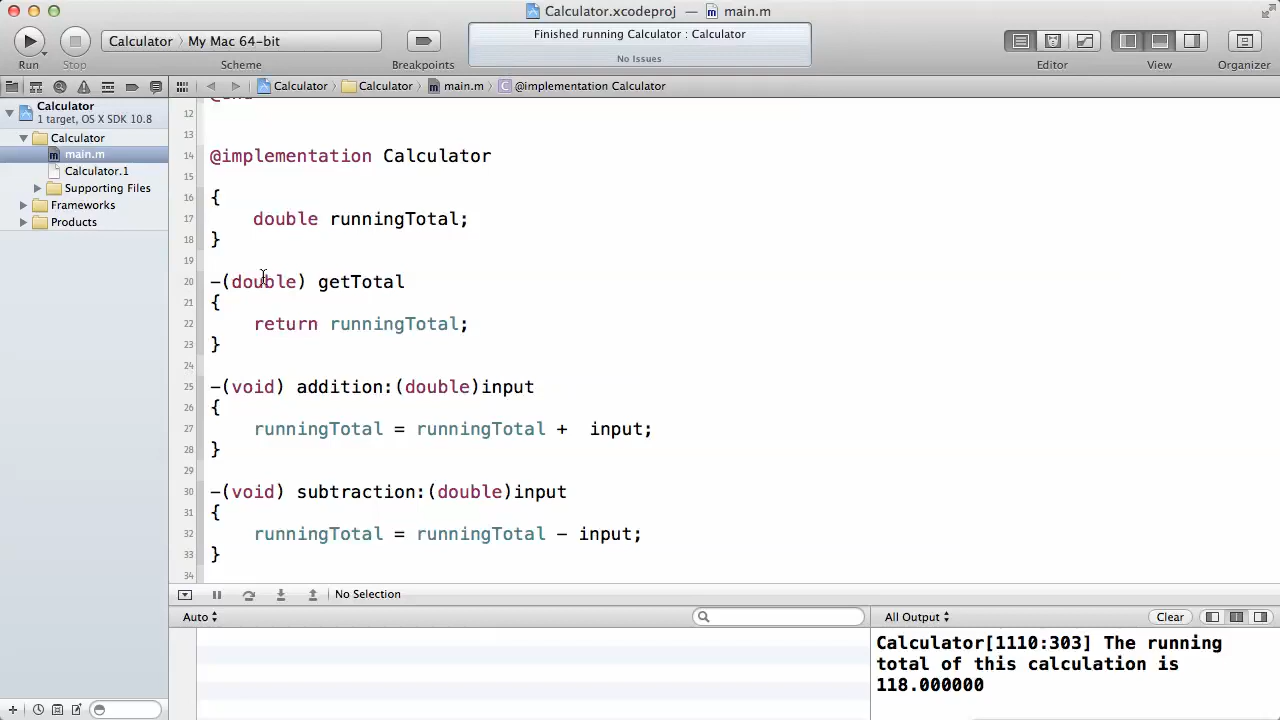 Calculator.xcodeproj — main.m
Finished running Calculator : Calculator
No Issues
Calculator › My Mac 64-bit
Run
Stop
Scheme
Breakpoints
Editor
View
Organizer
Calculator › Calculator › main.m › @implementation Calculator
Calculator
1 target, OS X SDK 10.8
Calculator
main.m
Calculator.1
Supporting Files
Frameworks
Products
@end
12
13
14 @implementation Calculator
15
16 {
17 double runningTotal;
18 }
19
20 -(double) getTotal
21 {
22 return runningTotal;
23 }
24
25 -(void) addition:(double)input
26 {
27 runningTotal = runningTotal +  input;
28 }
29
30 -(void) subtraction:(double)input
31 {
32 runningTotal = runningTotal - input;
33 }
34
No Selection
Auto
All Output
Clear
Calculator[1110:303] The running
total of this calculation is
118.000000